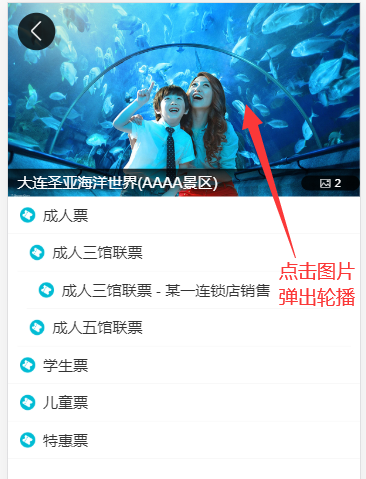 大连圣亚海洋世界(AAAA景区)
2
成人票
成人三馆联票
成人三馆联票 - 某一连锁店销售
点击图片
弹出轮播
成人五馆联票
学生票
儿童票
特惠票